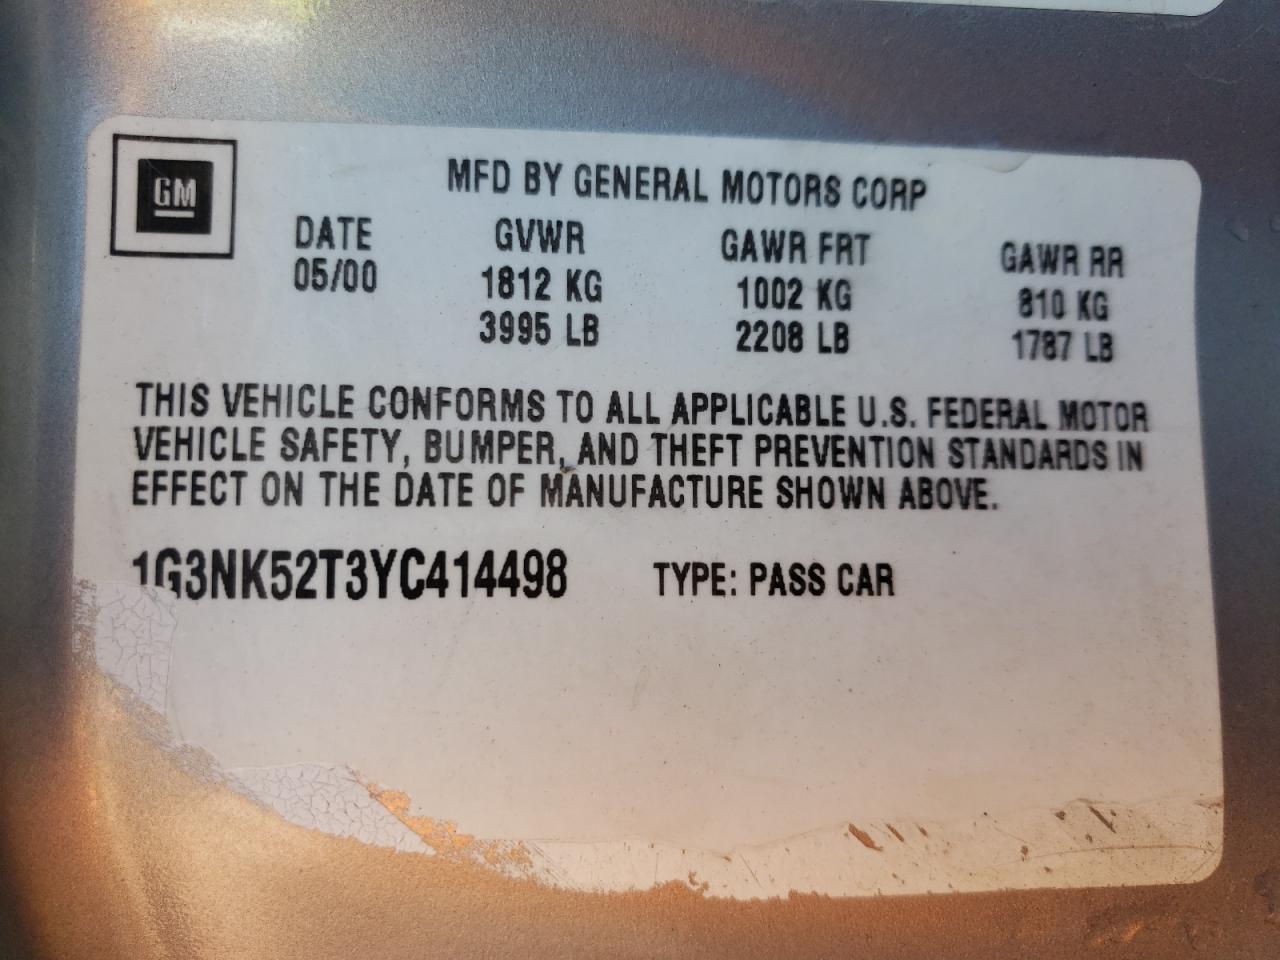 GM
MFD BY GENERAL MOTORS CORP
DATE GVWR GAWR FRT GAWR RR
05/00 1812 KG 1002 KG 810 KG
3995 LB 2208 LB 1787 LB
THIS VEHICLE CONFORMS TO ALL APPLICABLE U.S. FEDERAL MOTOR
VEHICLE SAFETY, BUMPER, AND THEFT PREVENTION STANDARDS IN
EFFECT ON THE DATE OF MANUFACTURE SHOWN ABOVE.
1G3NK52T3YC414498 TYPE: PASS CAR